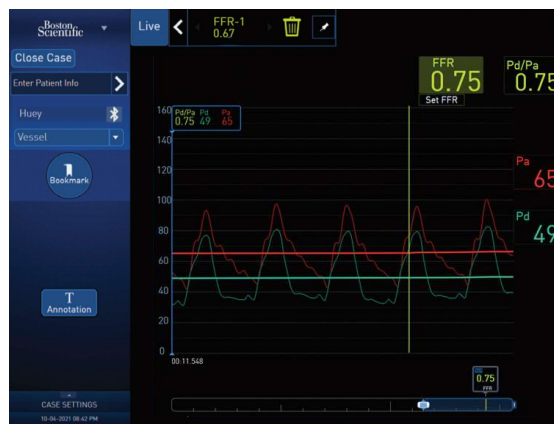 Boston
Scientific
Live
FFR-1
0.67
Close Case
Enter Patient Info
Huey
Vessel
Bookmark
T
Annotation
CASE SETTINGS
10-04-2021 08:42 PM
FFR
0.75
Set FFR
Pd/Pa
0.75
Pa
65
Pd
49
Pd/Pa Pd Pa
0.75 49 65
160
140
120
100
80
60
40
20
0
00:11.548
0.75
FFR